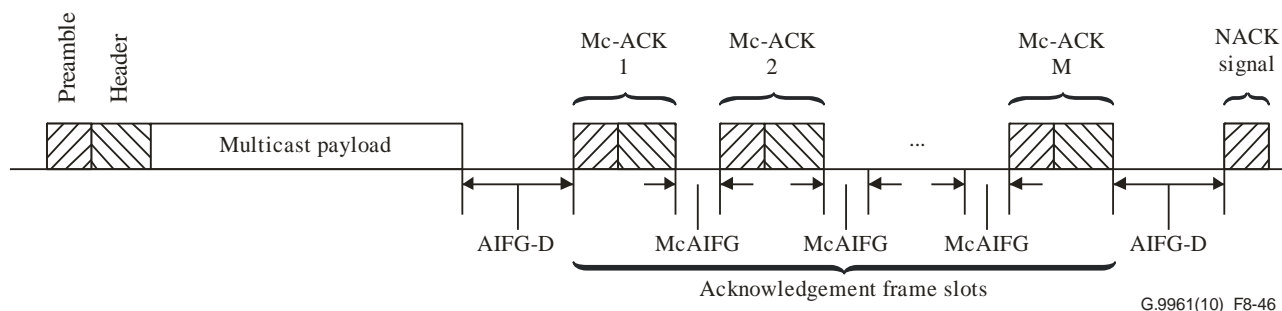 Preamble
Header
Mc-ACK
1
Mc-ACK
2
Mc-ACK
M
NACK
signal
Multicast payload
...
AIFG-D
McAIFG
McAIFG
McAIFG
AIFG-D
Acknowledgement frame slots
G.9961(10)_F8-46